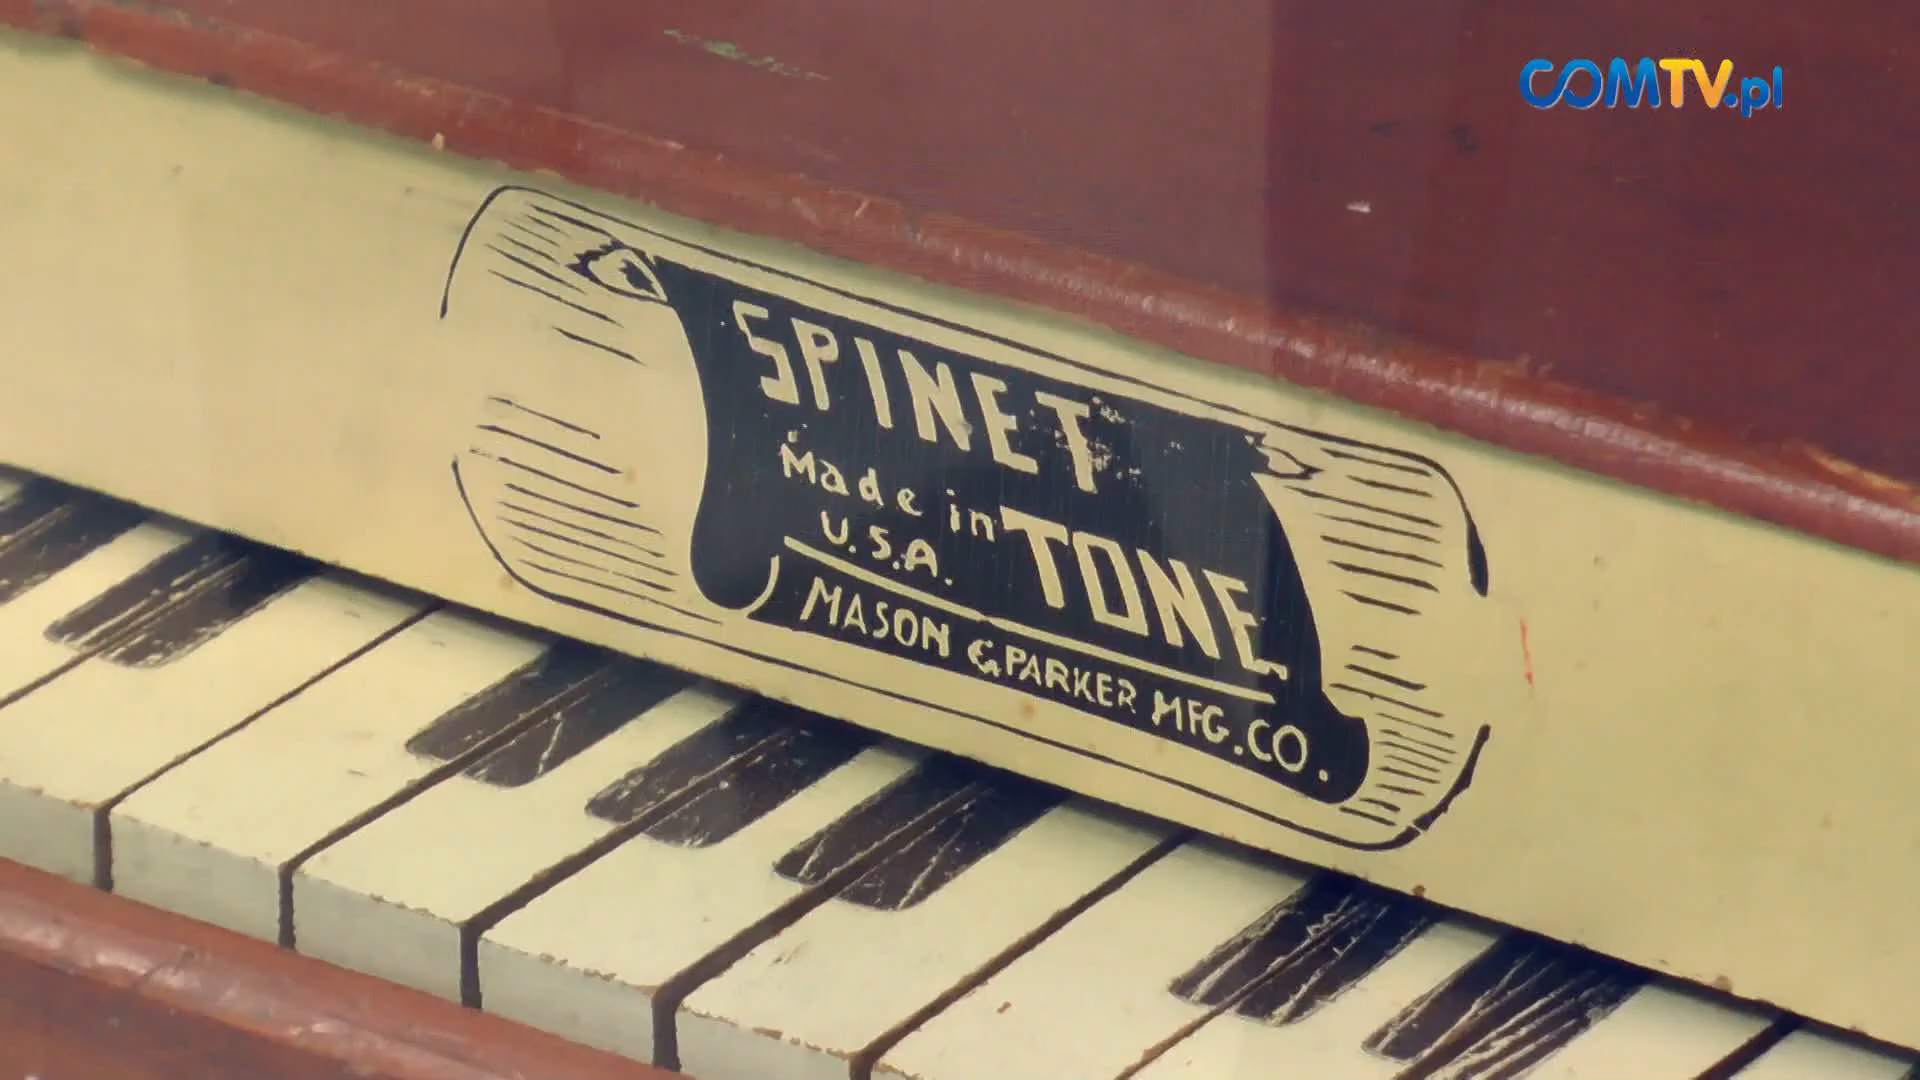 COMTV.pl
SPINET
Made in
U.S.A.
TONE
MASON & PARKER MFG. CO.